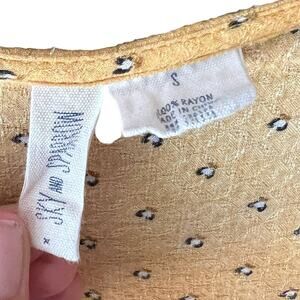 SKY AND SPARROW
S
100% RAYON
MADE IN CHINA